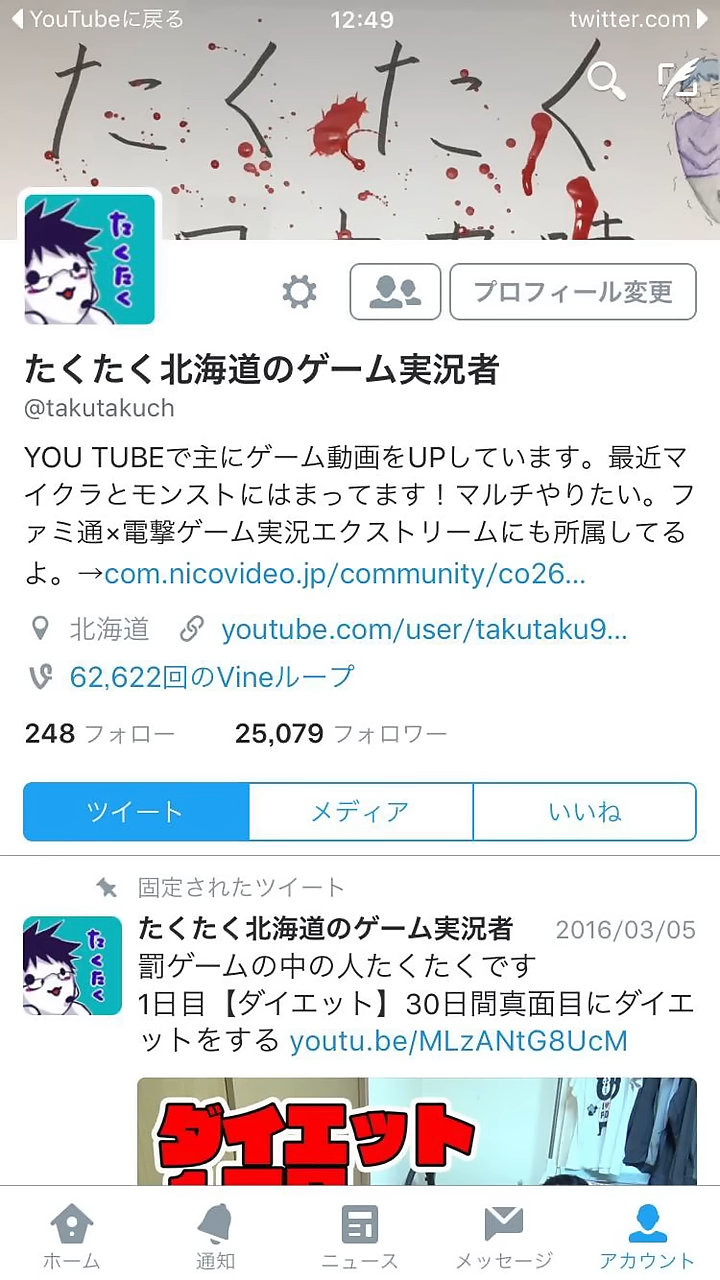 YouTubeに戻る 12:49 twitter.com
たくたく
たくたく
プロフィール変更
たくたく北海道のゲーム実況者
@takutakuch
YOU TUBEで主にゲーム動画をUPしています。最近マ
イクラとモンストにはまってます！マルチやりたい。フ
ァミ通×電撃ゲーム実況エクストリームにも所属してる
よ。→com.nicovideo.jp/community/co26...
北海道 youtube.com/user/takutaku9...
62,622回のVineループ
248 フォロー 25,079 フォロワー
ツイート メディア いいね
固定されたツイート
たくたく北海道のゲーム実況者 2016/03/05
たくたく
罰ゲームの中の人たくたくです
1日目【ダイエット】30日間真面目にダイエ
ットをする youtu.be/MLzANtG8UcM
ダイエット
ホーム 通知 ニュース メッセージ アカウント